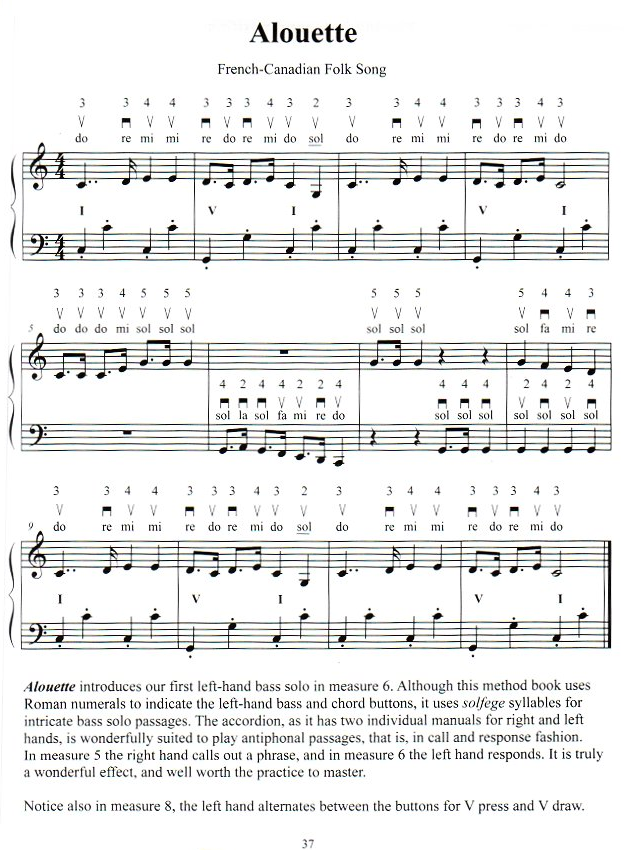 Alouette
French-Canadian Folk Song
3 3 4 4 3 3 3 4 3 2 3 3 4 4 3 3 3 4 3
V V V V V V V V V V V V
do re mi mi re do re mi do sol do re mi mi re do re mi do
I V I V I
3 3 3 4 5 5 5 5 5 5 5 4 4 3
V V V V V V V V V V V V
5 do do do mi sol sol sol sol sol sol sol fa mi re
4 2 4 4 2 2 4 4 4 4 2 4 2 4
V V V V V
sol la sol fa mi re do sol sol sol sol sol sol sol
3 3 4 4 3 3 3 4 3 2 3 3 4 4 3 3 3 4 3
V V V V V V V V V V V V
9 do re mi mi re do re mi do sol do re mi mi re do re mi do
I V I V I
Alouette introduces our first left-hand bass solo in measure 6. Although this method book uses
Roman numerals to indicate the left-hand bass and chord buttons, it uses solfege syllables for
intricate bass solo passages. The accordion, as it has two individual manuals for right and left
hands, is wonderfully suited to play antiphonal passages, that is, in call and response fashion.
In measure 5 the right hand calls out a phrase, and in measure 6 the left hand responds. It is truly
a wonderful effect, and well worth the practice to master.
Notice also in measure 8, the left hand alternates between the buttons for V press and V draw.
37